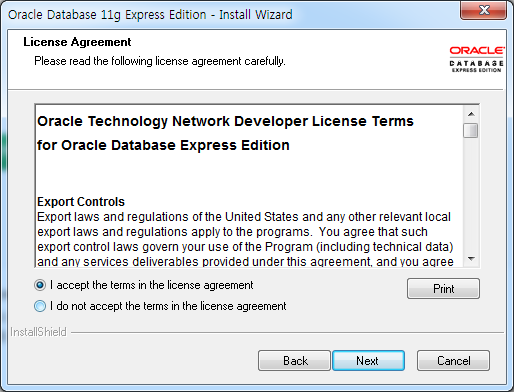 Oracle Database 11g Express Edition - Install Wizard
License Agreement
Please read the following license agreement carefully.
ORACLE
DATABASE
EXPRESS EDITION
Oracle Technology Network Developer License Terms
for Oracle Database Express Edition
Export Controls
Export laws and regulations of the United States and any other relevant local
export laws and regulations apply to the programs.  You agree that such
export control laws govern your use of the Program (including technical data)
and any services deliverables provided under this agreement, and you agree
I accept the terms in the license agreement
Print
I do not accept the terms in the license agreement
InstallShield
Back
Next
Cancel